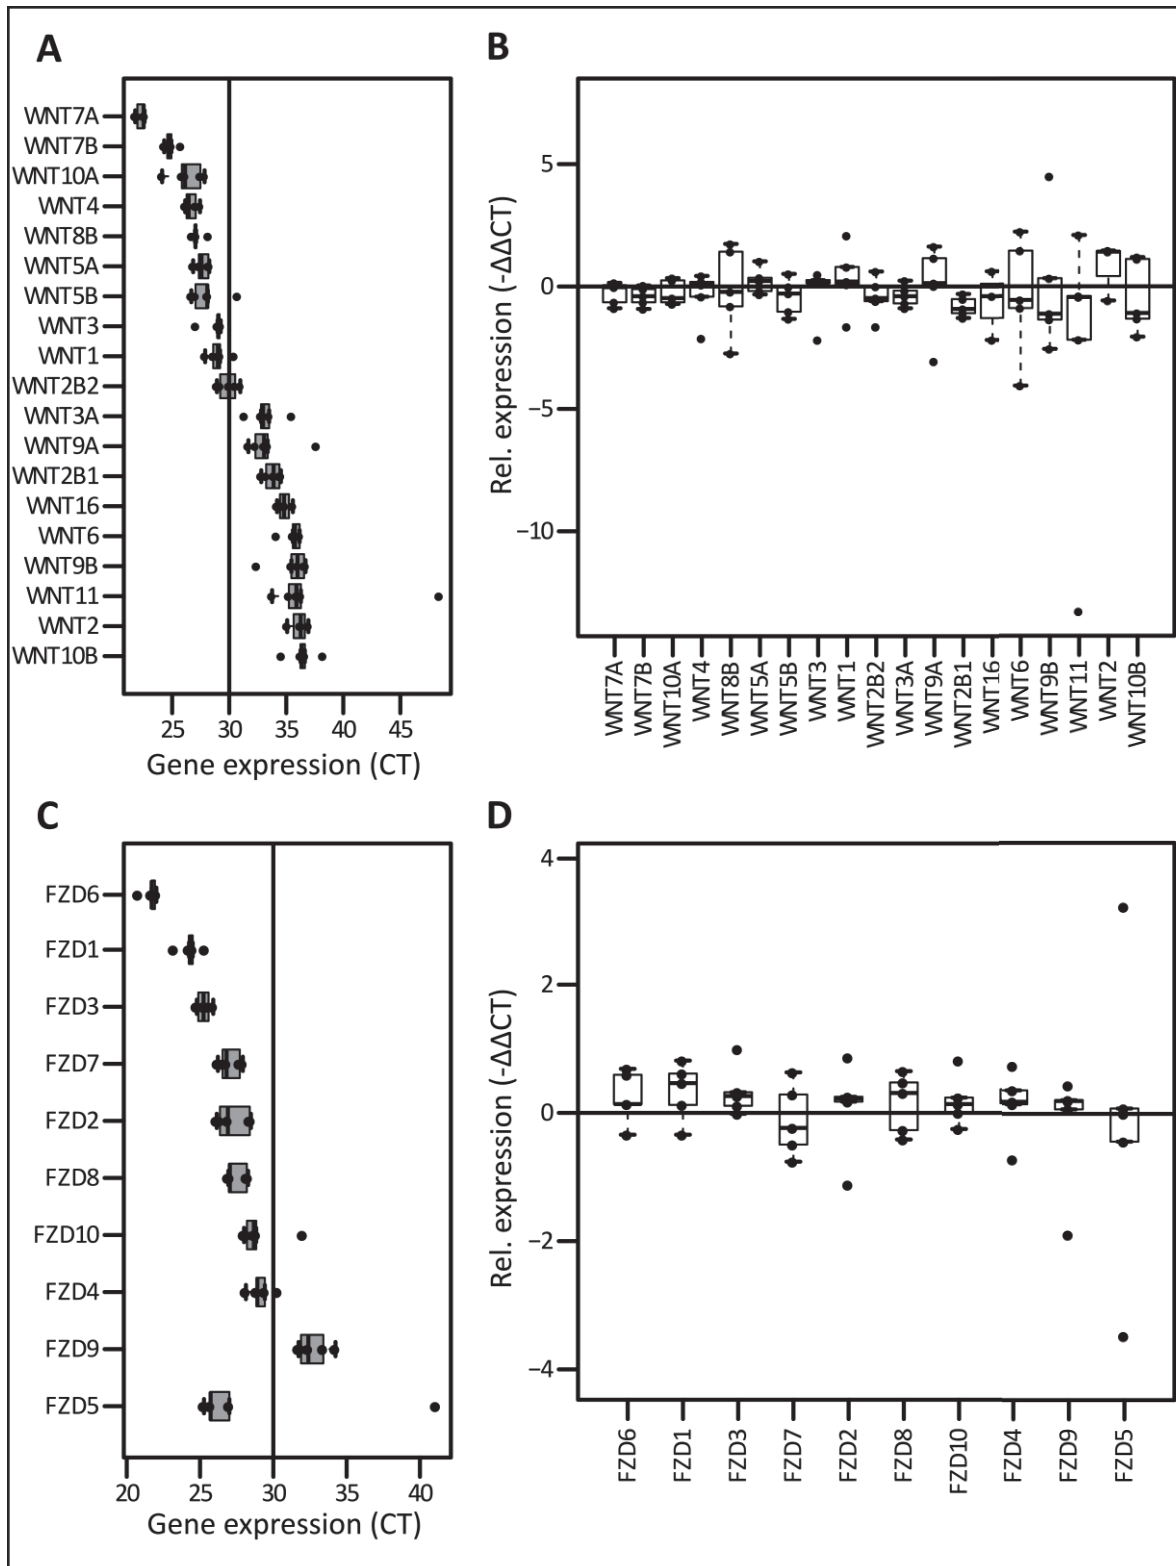 A
WNT7A
WNT7B
WNT10A
WNT4
WNT8B
WNT5A
WNT5B
WNT3
WNT1
WNT2B2
WNT3A
WNT9A
WNT2B1
WNT16
WNT6
WNT9B
WNT11
WNT2
WNT10B
25 30 35 40 45
Gene expression (CT)
B
Rel. expression (-ΔΔCT)
5
0
−5
−10
WNT7A
WNT7B
WNT10A
WNT4
WNT8B
WNT5A
WNT5B
WNT3
WNT1
WNT2B2
WNT3A
WNT9A
WNT2B1
WNT16
WNT6
WNT9B
WNT11
WNT2
WNT10B
C
FZD6
FZD1
FZD3
FZD7
FZD2
FZD8
FZD10
FZD4
FZD9
FZD5
20 25 30 35 40
Gene expression (CT)
D
Rel. expression (-ΔΔCT)
4
2
0
−2
−4
FZD6
FZD1
FZD3
FZD7
FZD2
FZD8
FZD10
FZD4
FZD9
FZD5